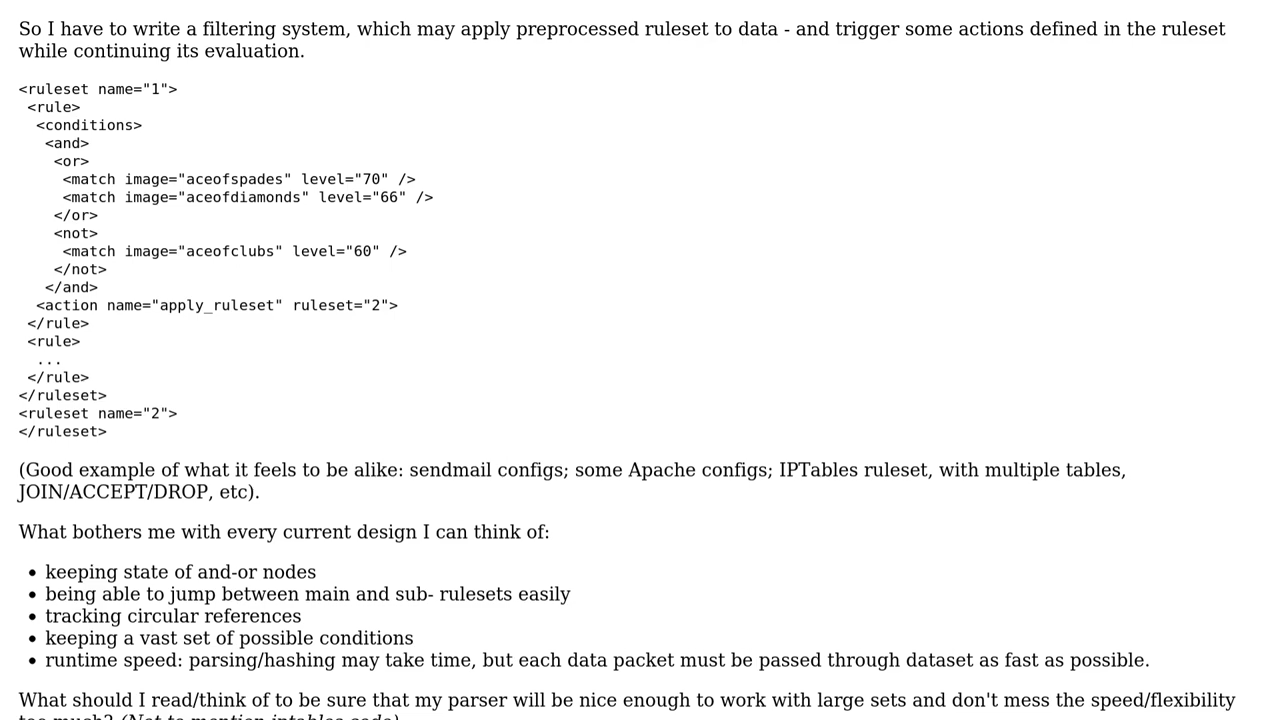 So I have to write a filtering system, which may apply preprocessed ruleset to data - and trigger some actions defined in the ruleset
while continuing its evaluation.
<ruleset name="1">
<rule>
<conditions>
<and>
<or>
<match image="aceofspades" level="70" />
<match image="aceofdiamonds" level="66" />
</or>
<not>
<match image="aceofclubs" level="60" />
</not>
</and>
<action name="apply_ruleset" ruleset="2">
</rule>
<rule>
...
</rule>
</ruleset>
<ruleset name="2">
</ruleset>
(Good example of what it feels to be alike: sendmail configs; some Apache configs; IPTables ruleset, with multiple tables,
JOIN/ACCEPT/DROP, etc).
What bothers me with every current design I can think of:
• keeping state of and-or nodes
• being able to jump between main and sub- rulesets easily
• tracking circular references
• keeping a vast set of possible conditions
• runtime speed: parsing/hashing may take time, but each data packet must be passed through dataset as fast as possible.
What should I read/think of to be sure that my parser will be nice enough to work with large sets and don't mess the speed/flexibility
too much? (Not to mention iptables code)